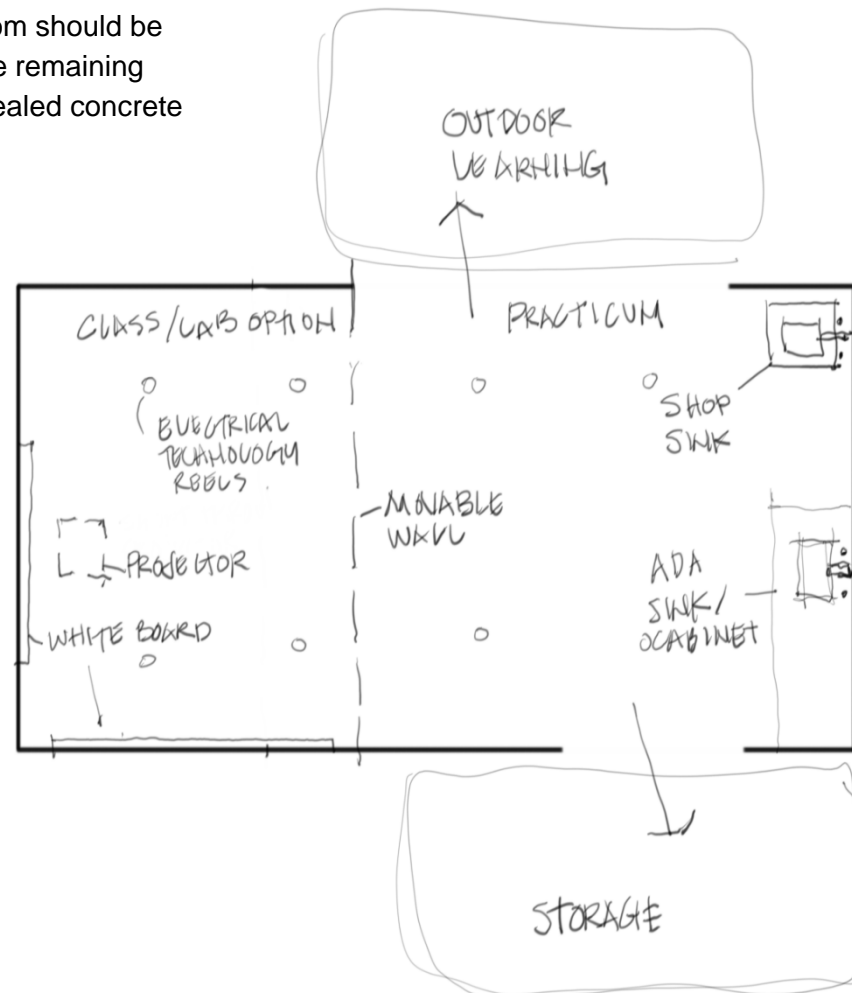 om should be
e remaining
ealed concrete
OUTDOOR
LEARNING
CLASS/LAB OPTION
PRACTICUM
ELECTRICAL
TECHNOLOGY
REELS
SHOP
SINK
MOVABLE
WALL
PROJECTOR
ADA
SINK/
CABINET
WHITE BOARD
STORAGE